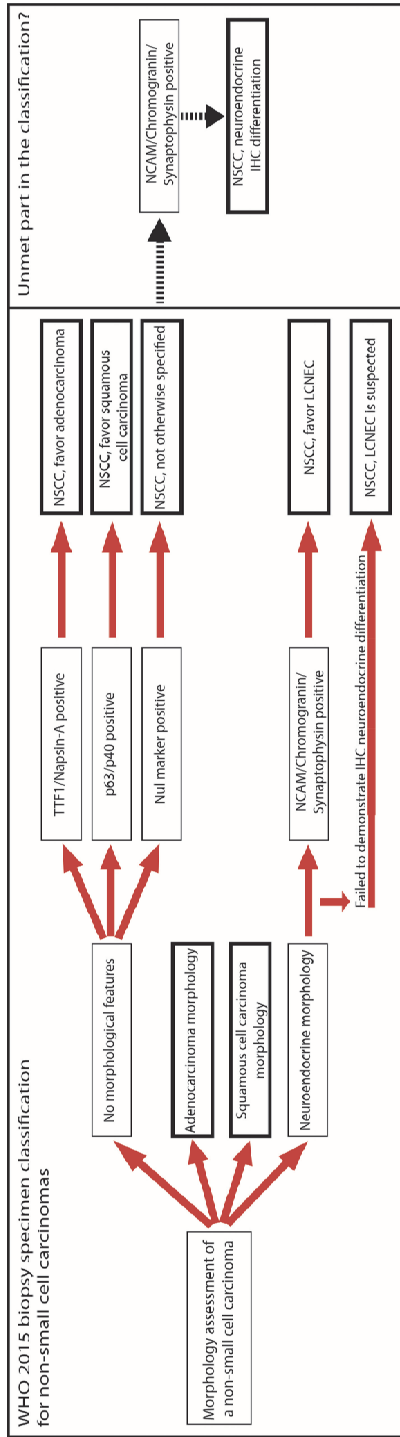 WHO 2015 biopsy specimen classification
for non-small cell carcinomas
Unmet part in the classification?
Morphology assessment of
a non-small cell carcinoma
No morphological features
Adenocarcinoma morphology
Squamous cell carcinoma
morphology
Neuroendocrine morphology
TTF1/Napsin-A positive
p63/p40 positive
Nul marker positive
NCAM/Chromogranin/
Synaptophysin positive
Failed to demonstrate IHC neuroendocrine differentiation
NSCC, favor adenocarcinoma
NSCC, favor squamous
cell carcinoma
NSCC, not otherwise specified
NSCC, favor LCNEC
NSCC, LCNEC is suspected
NCAM/Chromogranin/
Synaptophysin positive
NSCC, neuroendocrine
IHC differentiation